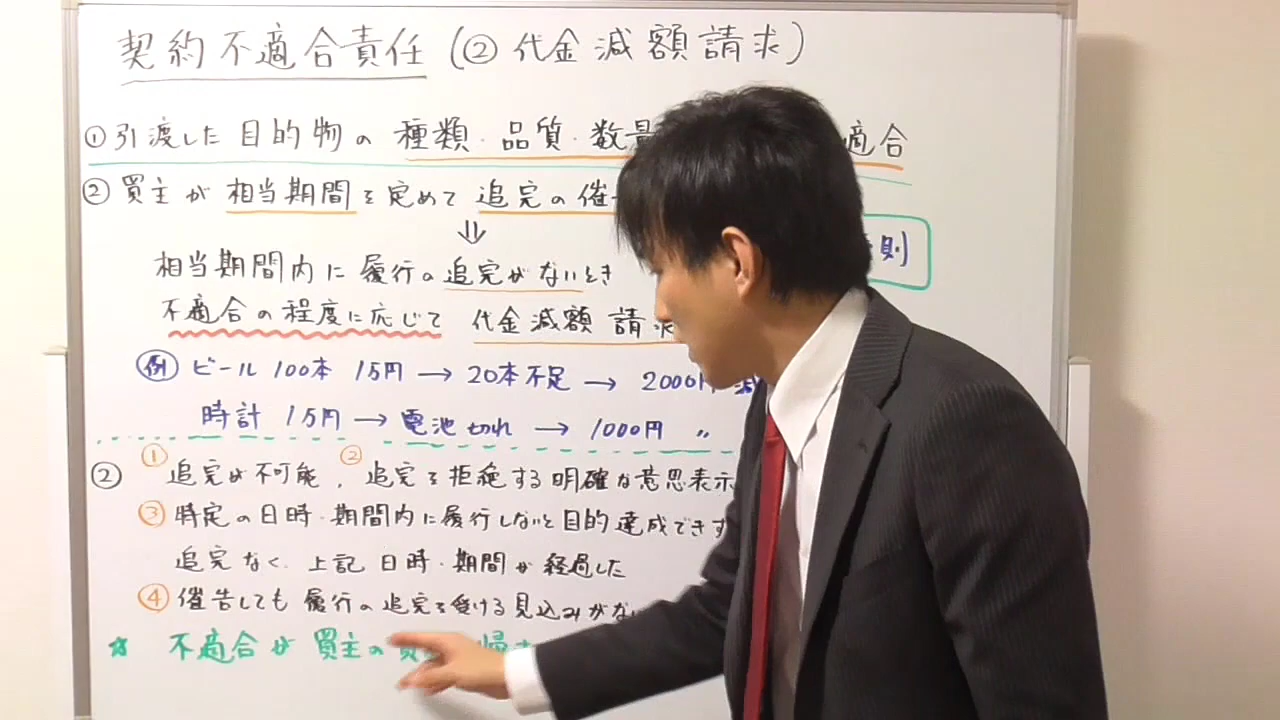 契約不適合責任(②代金減額請求)
①引渡した目的物の 種類・品質・数量 適合
②買主が 相当期間を定めて 追完の催
⇓
則
相当期間内に履行の追完がないとき
不適合の程度に応じて 代金減額 請求
例 ビール 100本 1万円 → 20本不足 → 2000円 減
時計 1万円 → 電池切れ → 1000円 〃
② ①追完が不可能, ②追完を拒絶する明確な意思表示
③特定の日時・期間内に履行しないと目的達成できず
追完なく、上記 日時・期間が経過した
④催告しても 履行の追完を受ける見込みがない
☆ 不適合が 買主の 帰